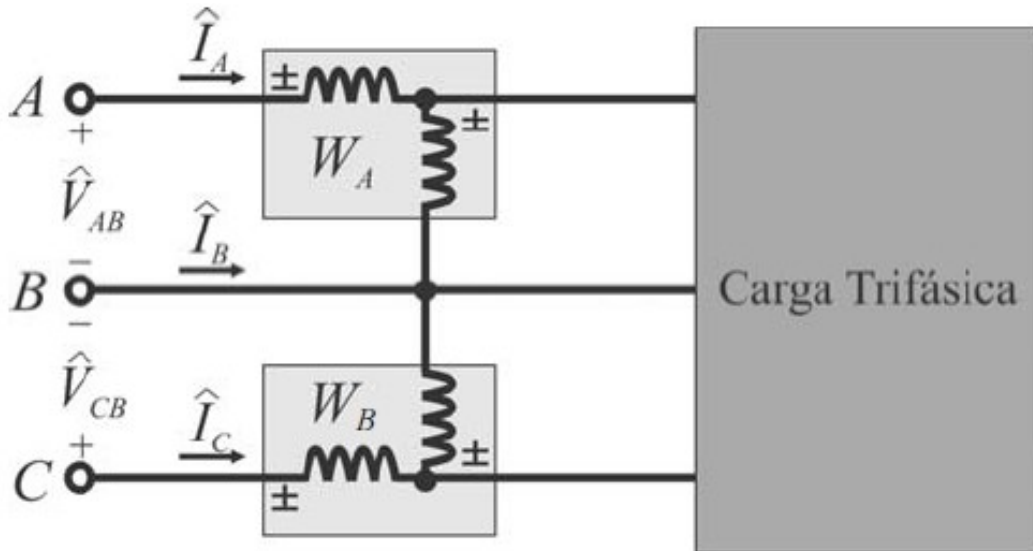 Î_A
±
A
+
W_A
±
V̂_AB
Î_B
−
B
Carga Trifásica
−
V̂_CB
W_B
+
Î_C
±
C
±